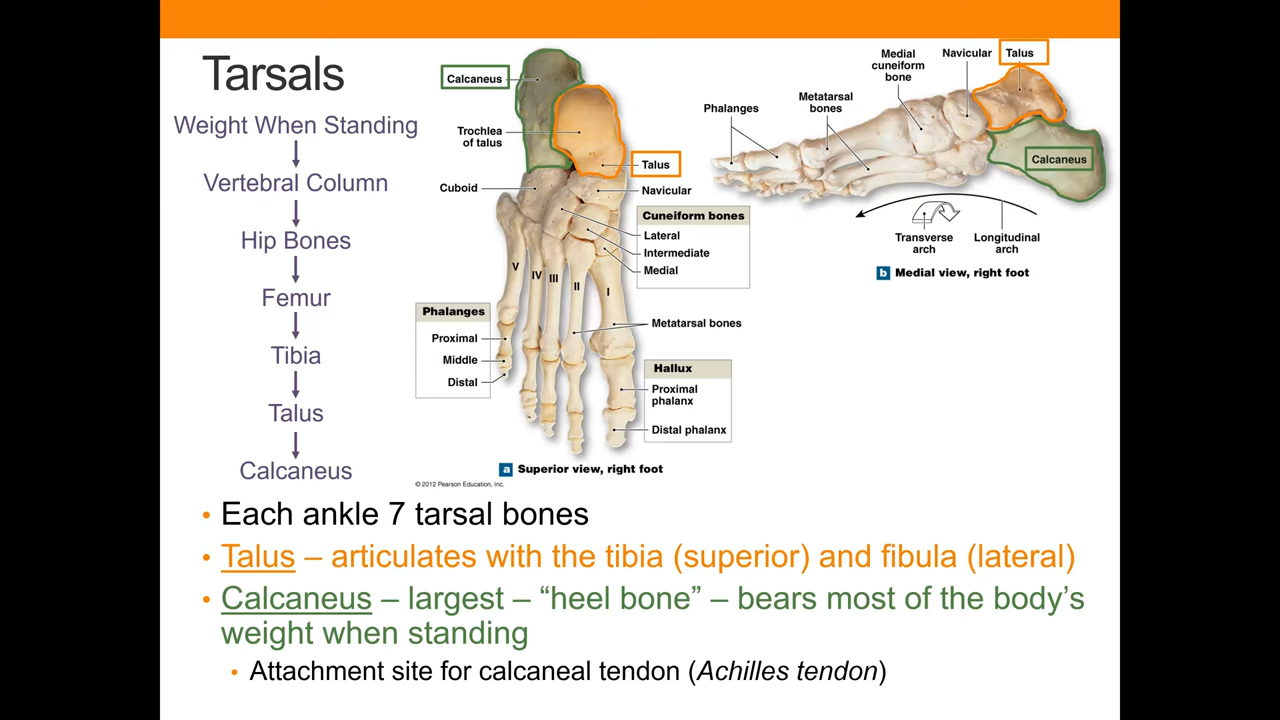 Tarsals
Weight When Standing
Vertebral Column
Hip Bones
Femur
Tibia
Talus
Calcaneus
Calcaneus
Trochlea
of talus
Cuboid
Talus
Navicular
Cuneiform bones
Lateral
Intermediate
Medial
V
IV
III
II
I
Phalanges
Proximal
Middle
Distal
Metatarsal bones
Hallux
Proximal
phalanx
Distal phalanx
a Superior view, right foot
© 2012 Pearson Education, Inc.
Phalanges
Metatarsal
bones
Medial
cuneiform
bone
Navicular
Talus
Calcaneus
Transverse
arch
Longitudinal
arch
b Medial view, right foot
• Each ankle 7 tarsal bones
• Talus – articulates with the tibia (superior) and fibula (lateral)
• Calcaneus – largest – “heel bone” – bears most of the body’s
weight when standing
• Attachment site for calcaneal tendon (Achilles tendon)